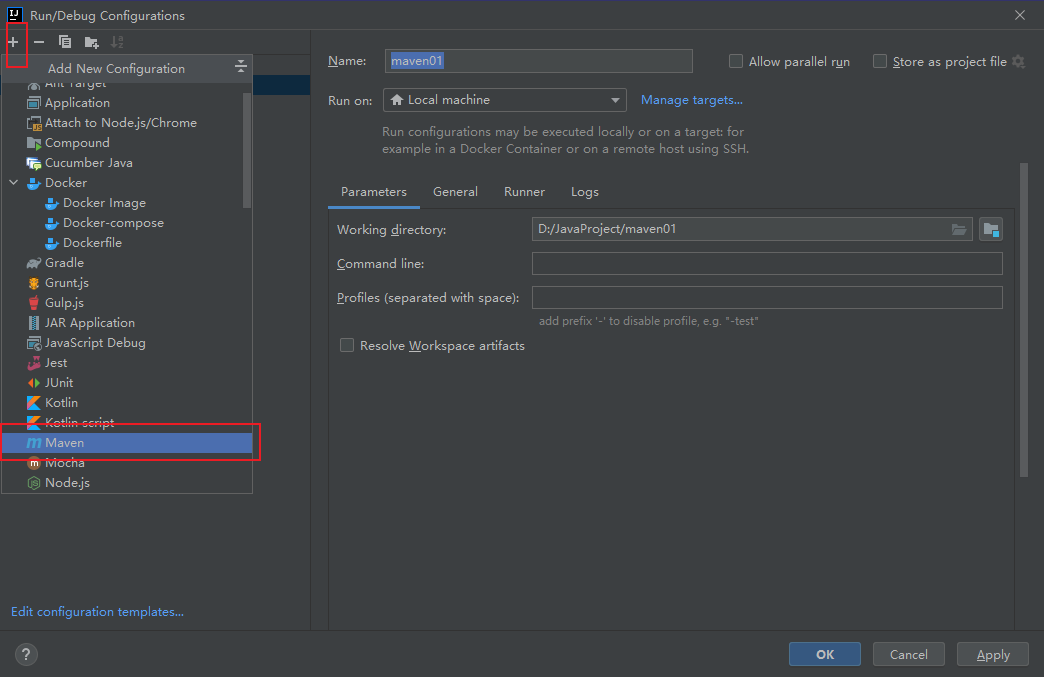 Run/Debug Configurations
Add New Configuration
Ant Target
Application
Attach to Node.js/Chrome
Compound
Cucumber Java
Docker
Docker Image
Docker-compose
Dockerfile
Gradle
Grunt.js
Gulp.js
JAR Application
JavaScript Debug
Jest
JUnit
Kotlin
Kotlin script
Maven
Mocha
Node.js
Edit configuration templates...
Name: maven01 Allow parallel run Store as project file
Run on: Local machine Manage targets...
Run configurations may be executed locally or on a target: for
example in a Docker Container or on a remote host using SSH.
Parameters General Runner Logs
Working directory: D:/JavaProject/maven01
Command line:
Profiles (separated with space):
add prefix '-' to disable profile, e.g. "-test"
Resolve Workspace artifacts
? OK Cancel Apply